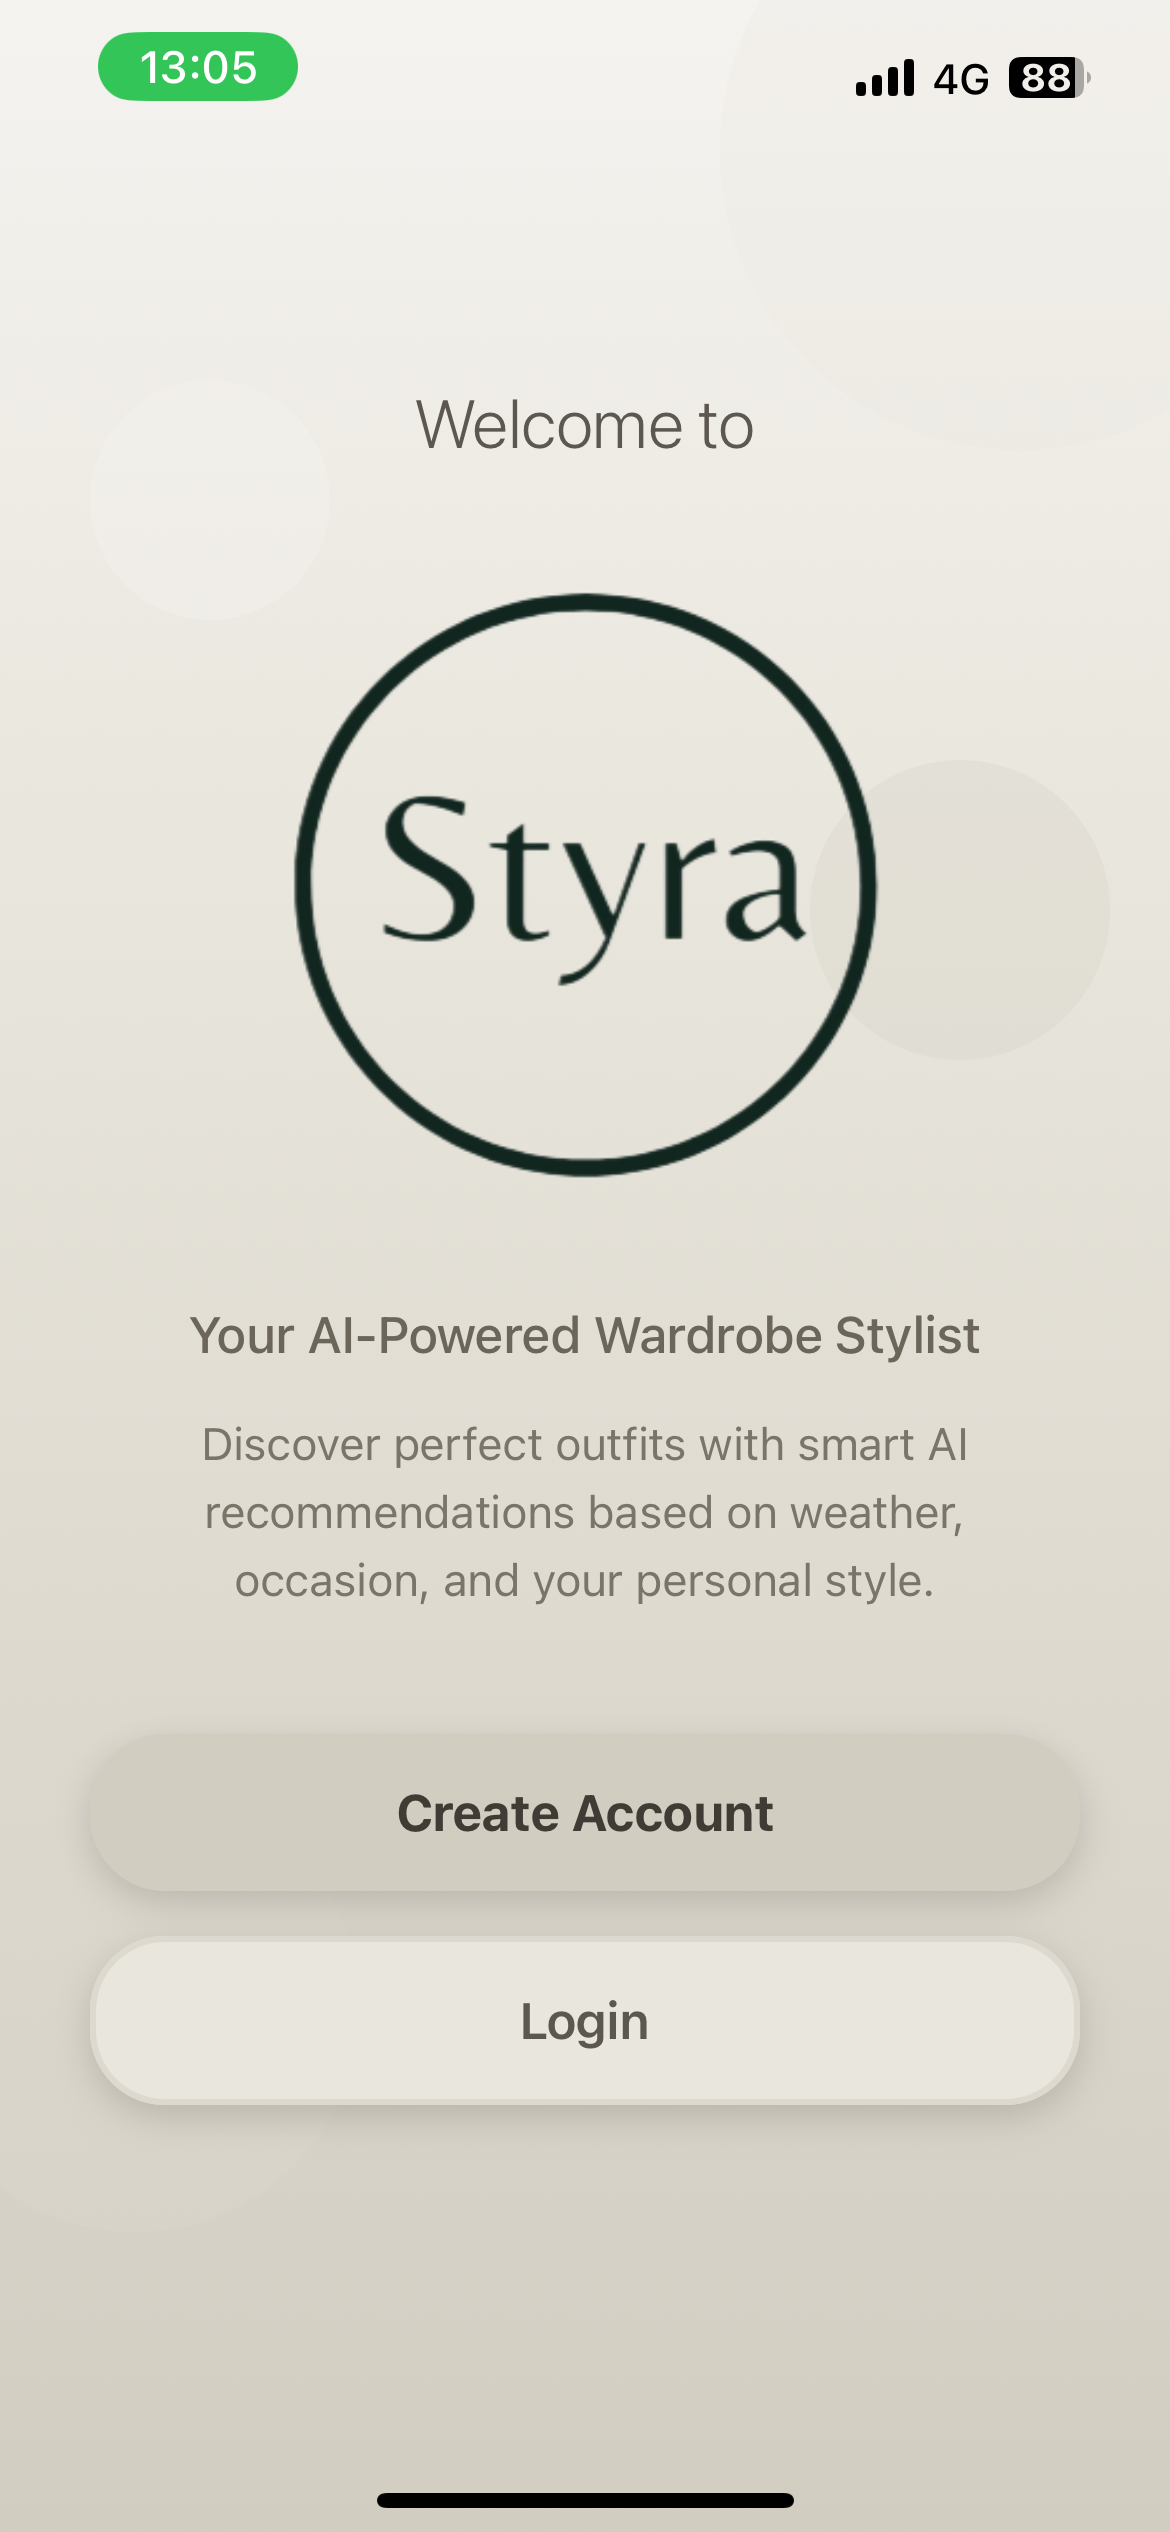 13:05
4G 88
Welcome to
Styra
Your AI-Powered Wardrobe Stylist
Discover perfect outfits with smart AI
recommendations based on weather,
occasion, and your personal style.
Create Account
Login